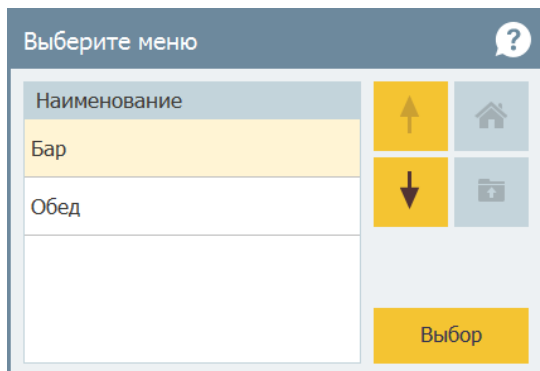 Выберите меню
?
Наименование
Бар
Обед
Выбор